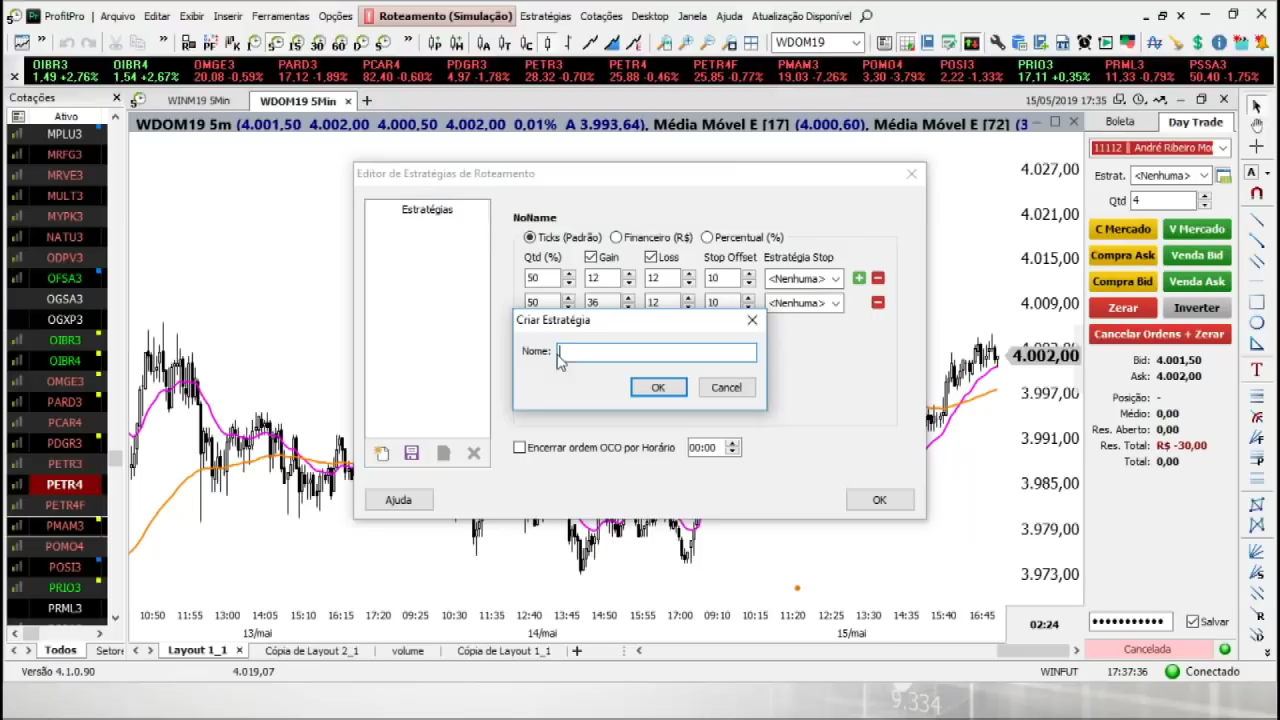 ProfitPro Arquivo Editar Exibir Inserir Ferramentas Opções Roteamento (Simulação) Estratégias Cotações Desktop Janela Ajuda Atualização Disponível
WDOM19
OIBR3 OIBR4 OMGE3 PARD3 PCAR4 PDGR3 PETR3 PETR4 PETR4F PMAM3 POMO4 POSI3 PRIO3 PRML3 PSSA3
1,49 +2,76% 1,54 +2,67% 20,08 -0,59% 17,12 -1,89% 82,40 -0,60% 4,97 -1,78% 28,32 -0,70% 25,88 -0,46% 25,85 -0,77% 19,03 -7,26% 3,30 -3,79% 2,22 -1,33% 17,11 +0,35% 11,33 -0,79% 50,40 -1,75%
Cotações
WINM19 5Min WDOM19 5Min
15/05/2019 17:35
Ativo
MPLU3
MRFG3
MRVE3
MULT3
MYPK3
NATU3
ODPV3
OFSA3
OGSA3
OGXP3
OIBR3
OIBR4
OMGE3
PARD3
PCAR4
PDGR3
PETR3
PETR4
PETR4F
PMAM3
POMO4
POSI3
PRIO3
PRML3
Todos Setore
WDOM19 5m (4.001,50 4.002,00 4.000,50 4.002,00 0,01% A 3.993,64), Média Móvel E [17] (4.000,60), Média Móvel E [72] (3
4.027,00
4.021,00
4.015,00
4.009,00
4.002,00
3.997,00
3.991,00
3.985,00
3.979,00
3.973,00
Editor de Estratégias de Roteamento
Estratégias
NoName
Ticks (Padrão) Financeiro (R$) Percentual (%)
Qtd (%) Gain Loss Stop Offset Estratégia Stop
50 12 12 10 <Nenhuma>
50 36 12 10 <Nenhuma>
Criar Estratégia
Nome:
OK Cancel
Encerrar ordem OCO por Horário 00:00
Ajuda OK
10:50 11:55 13:00 14:05 15:10 16:15 17:20 09:25 10:30 11:35 12:40 13:45 14:50 15:55 17:00 09:10 10:15 11:20 12:25 13:30 14:35 15:40 16:45
13/mai 14/mai 15/mai
02:24
Layout 1_1 Cópia de Layout 2_1 volume Cópia de Layout 1_1
Boleta Day Trade
11112 André Ribeiro Mo
Estrat. <Nenhuma>
Qtd 4
C Mercado V Mercado
Compra Ask Venda Bid
Compra Bid Venda Ask
Zerar Inverter
Cancelar Ordens + Zerar
Bid: 4.001,50
Ask: 4.002,00
Posição: -
Médio: 0,00
Res. Aberto: 0,00
Res. Total: R$ -30,00
Total: 0,00
Salvar
Cancelada
Versão 4.1.0.90 4.019,07 WINFUT 17:37:36 Conectado
9.334